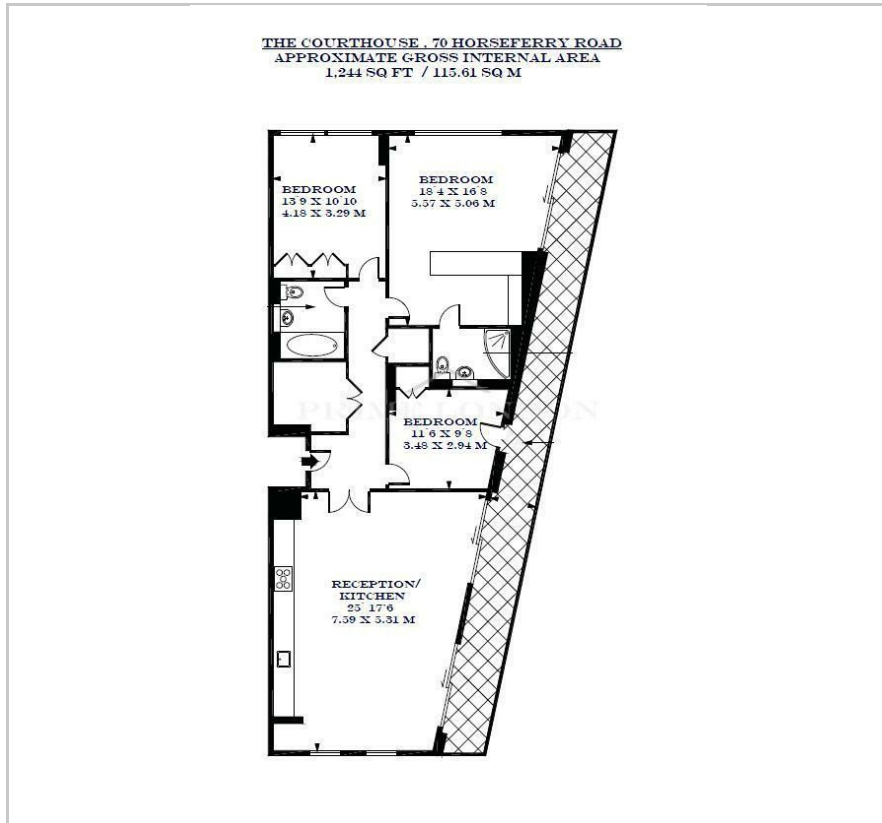 THE COURTHOUSE , 70 HORSEFERRY ROAD
APPROXIMATE GROSS INTERNAL AREA
1,244 SQ FT / 115.61 SQ M
BEDROOM
13'9 X 10'10
4.18 X 3.29 M
BEDROOM
18'4 X 16'8
5.57 X 5.06 M
PRIME LONDON
BEDROOM
11'6 X 9'8
3.48 X 2.94 M
RECEPTION/
KITCHEN
25' 17'6
7.59 X 5.31 M